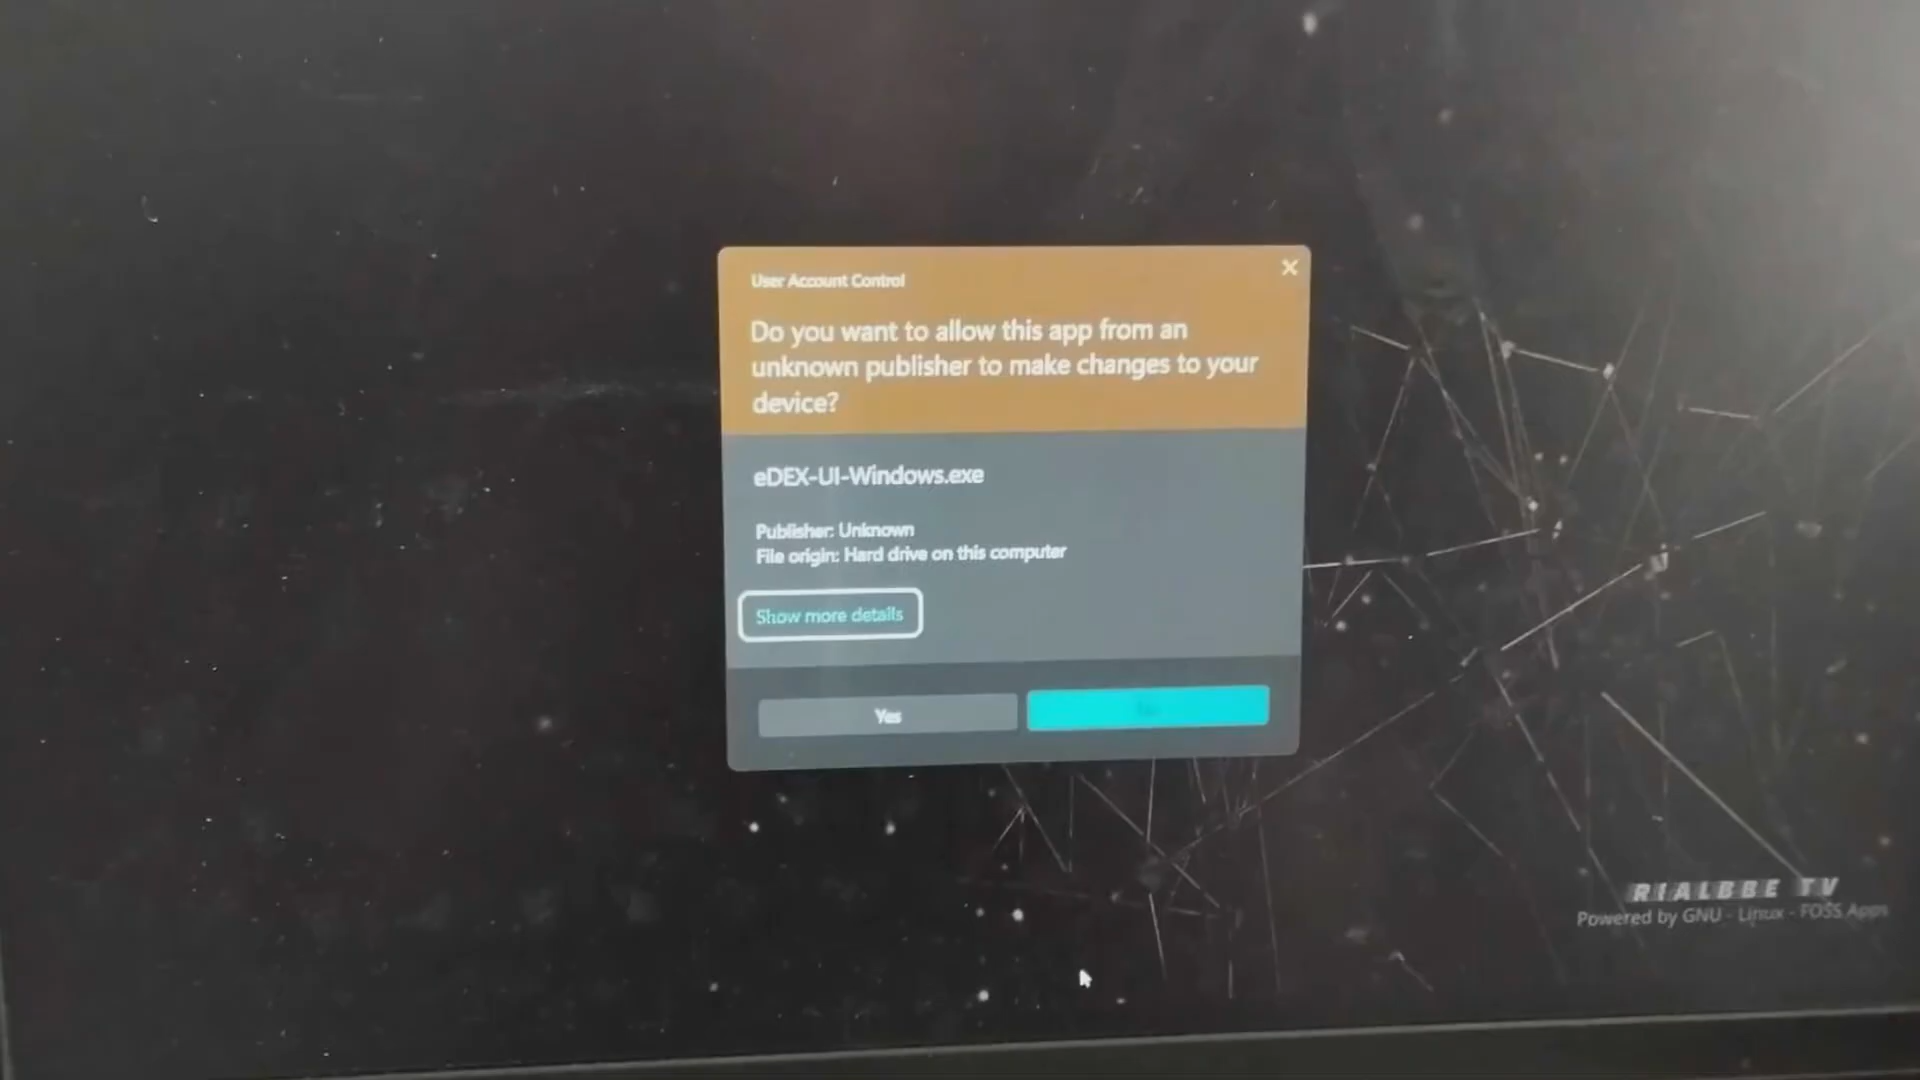 User Account Control
Do you want to allow this app from an
unknown publisher to make changes to your
device?
eDEX-UI-Windows.exe
Publisher: Unknown
File origin: Hard drive on this computer
Show more details
Yes
RIALBBE TV
Powered by GNU - Linux - FOSS Apps